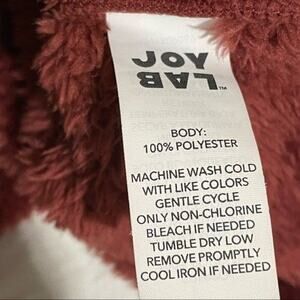 JOY
LAB™
BODY:
100% POLYESTER
MACHINE WASH COLD
WITH LIKE COLORS
GENTLE CYCLE
ONLY NON-CHLORINE
BLEACH IF NEEDED
TUMBLE DRY LOW
REMOVE PROMPTLY
COOL IRON IF NEEDED